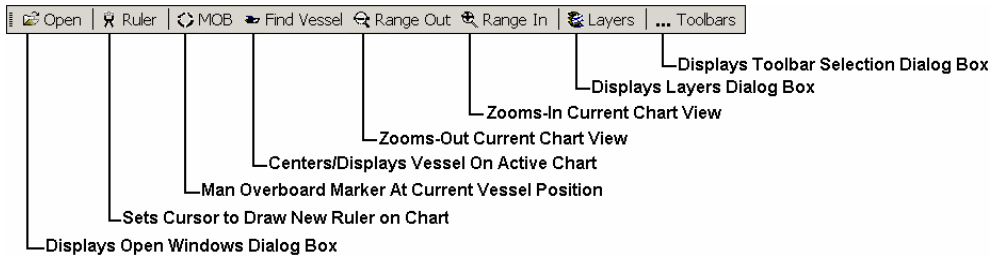 Open Ruler MOB Find Vessel Range Out Range In Layers ... Toolbars
Displays Toolbar Selection Dialog Box
Displays Layers Dialog Box
Zooms-In Current Chart View
Zooms-Out Current Chart View
Centers/Displays Vessel On Active Chart
Man Overboard Marker At Current Vessel Position
Sets Cursor to Draw New Ruler on Chart
Displays Open Windows Dialog Box